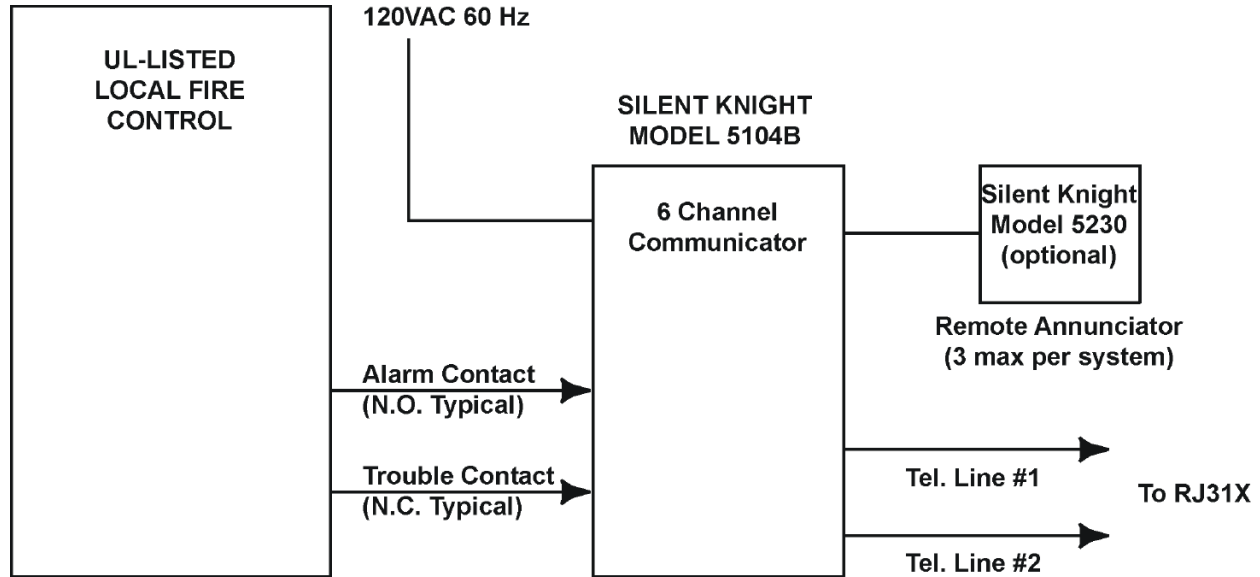 120VAC 60 Hz
UL-LISTED
LOCAL FIRE
CONTROL
SILENT KNIGHT
MODEL 5104B
6 Channel
Communicator
Silent Knight
Model 5230
(optional)
Remote Annunciator
(3 max per system)
Alarm Contact
(N.O. Typical)
Trouble Contact
(N.C. Typical)
Tel. Line #1
To RJ31X
Tel. Line #2